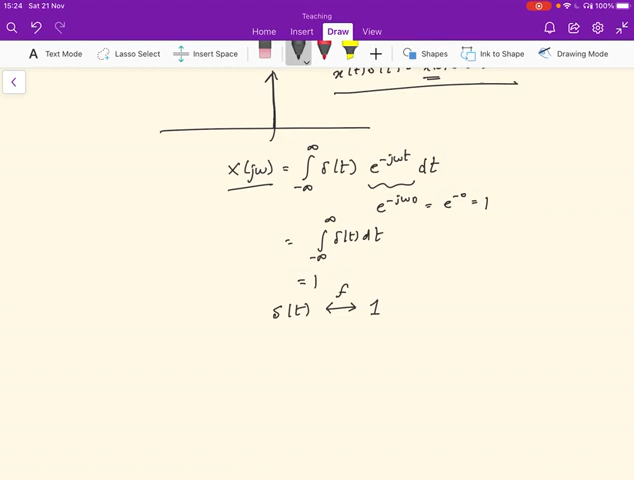 15:24 Sat 21 Nov
100%
Teaching
Home Insert Draw View
A Text Mode Lasso Select Insert Space Shapes Ink to Shape Drawing Mode
x(t)δ(t)
X(jω) = ∫_{-∞}^{∞} δ(t) e^{-jωt} dt
e^{-jω0} = e^{-0} = 1
= ∫_{-∞}^{∞} δ(t) dt
= 1
f
δ(t) ⟷ 1